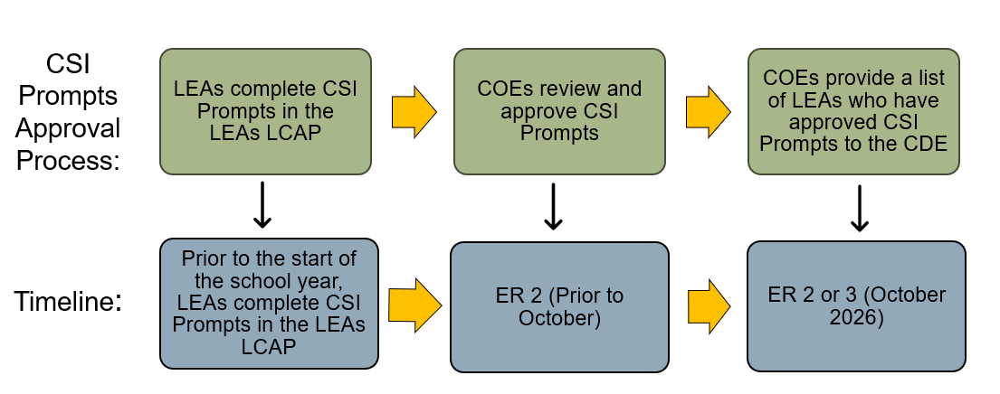 CSI
Prompts
Approval
Process:
LEAs complete CSI
Prompts in the
LEAs LCAP
COEs review and
approve CSI
Prompts
COEs provide a list
of LEAs who have
approved CSI
Prompts to the CDE
Timeline:
Prior to the start of
the school year,
LEAs complete CSI
Prompts in the LEAs
LCAP
ER 2 (Prior to
October)
ER 2 or 3 (October
2026)